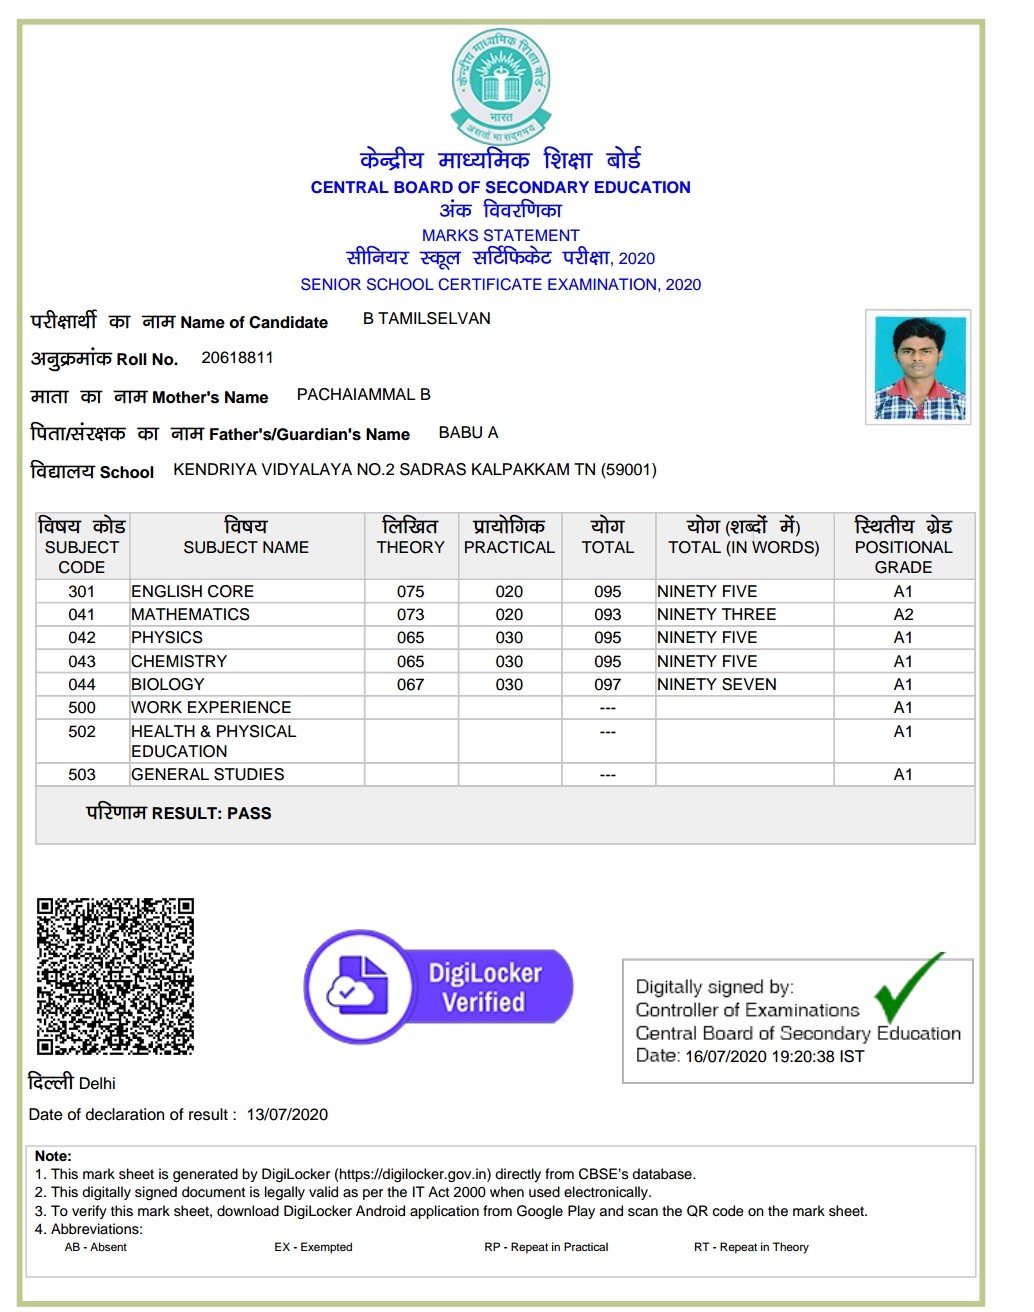 केन्द्रीय माध्यमिक शिक्षा बोर्ड
भारत
असतो मा सद्गमय
केन्द्रीय माध्यमिक शिक्षा बोर्ड
CENTRAL BOARD OF SECONDARY EDUCATION
अंक विवरणिका
MARKS STATEMENT
सीनियर स्कूल सर्टिफिकेट परीक्षा, 2020
SENIOR SCHOOL CERTIFICATE EXAMINATION, 2020
परीक्षार्थी का नाम Name of Candidate B TAMILSELVAN
अनुक्रमांक Roll No. 20618811
माता का नाम Mother's Name PACHAIAMMAL B
पिता/संरक्षक का नाम Father's/Guardian's Name BABU A
विद्यालय School KENDRIYA VIDYALAYA NO.2 SADRAS KALPAKKAM TN (59001)
विषय कोड विषय लिखित प्रायोगिक योग योग (शब्दों में) स्थितीय ग्रेड
SUBJECT SUBJECT NAME THEORY PRACTICAL TOTAL TOTAL (IN WORDS) POSITIONAL
CODE GRADE
301 ENGLISH CORE 075 020 095 NINETY FIVE A1
041 MATHEMATICS 073 020 093 NINETY THREE A2
042 PHYSICS 065 030 095 NINETY FIVE A1
043 CHEMISTRY 065 030 095 NINETY FIVE A1
044 BIOLOGY 067 030 097 NINETY SEVEN A1
500 WORK EXPERIENCE --- A1
502 HEALTH & PHYSICAL --- A1
EDUCATION
503 GENERAL STUDIES --- A1
परिणाम RESULT: PASS
DigiLocker
Verified
Digitally signed by:
Controller of Examinations
Central Board of Secondary Education
Date: 16/07/2020 19:20:38 IST
दिल्ली Delhi
Date of declaration of result : 13/07/2020
Note:
1. This mark sheet is generated by DigiLocker (https://digilocker.gov.in) directly from CBSE's database.
2. This digitally signed document is legally valid as per the IT Act 2000 when used electronically.
3. To verify this mark sheet, download DigiLocker Android application from Google Play and scan the QR code on the mark sheet.
4. Abbreviations:
AB - Absent EX - Exempted RP - Repeat in Practical RT - Repeat in Theory